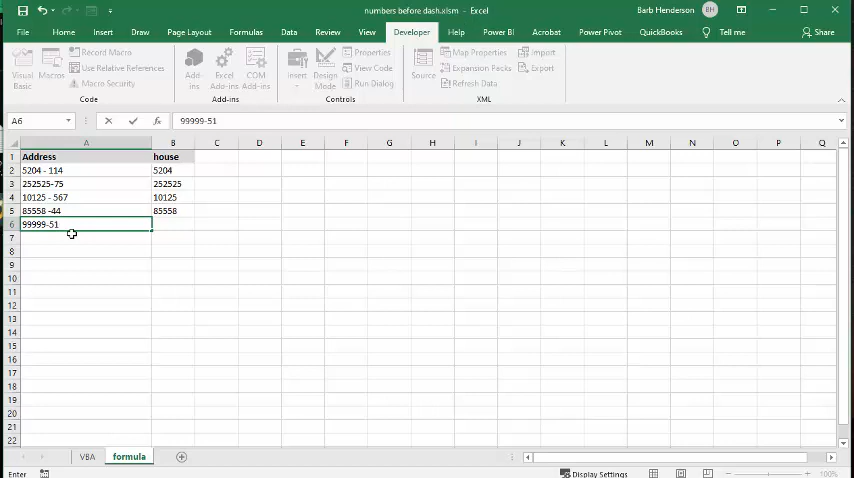 numbers before dash.xlsm - Excel
Barb Henderson BH
File Home Insert Draw Page Layout Formulas Data Review View Developer Help Power BI Acrobat Power Pivot QuickBooks Tell me Share
Visual Basic
Macros
Record Macro
Use Relative References
Macro Security
Code
Add-ins
Excel Add-ins
COM Add-ins
Add-ins
Insert
Design Mode
Properties
View Code
Run Dialog
Controls
Source
Map Properties
Expansion Packs
Refresh Data
Import
Export
XML
A6 fx 99999-51
A B C D E F G H I J K L M N O P Q
1 Address house
2 5204 - 114 5204
3 252525-75 252525
4 10125 - 567 10125
5 85558 -44 85558
6 99999-51
7
8
9
10
11
12
13
14
15
16
17
18
19
20
21
22
VBA formula
Enter Display Settings 100%